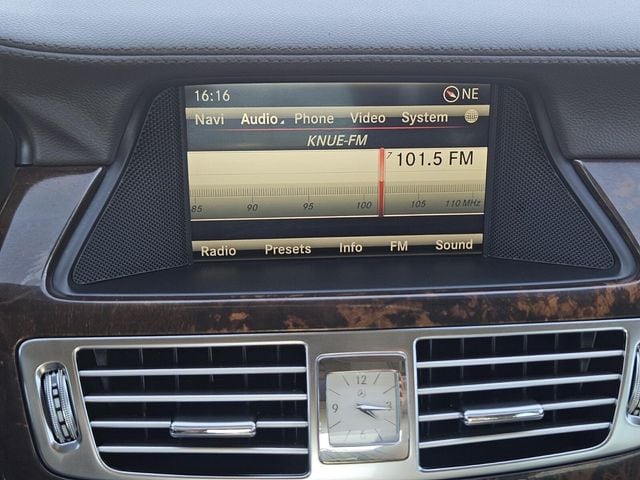 16:16 NE
Navi Audio Phone Video System
KNUE-FM
7 101.5 FM
85 90 95 100 105 110 MHz
Radio Presets Info FM Sound
12
9 3